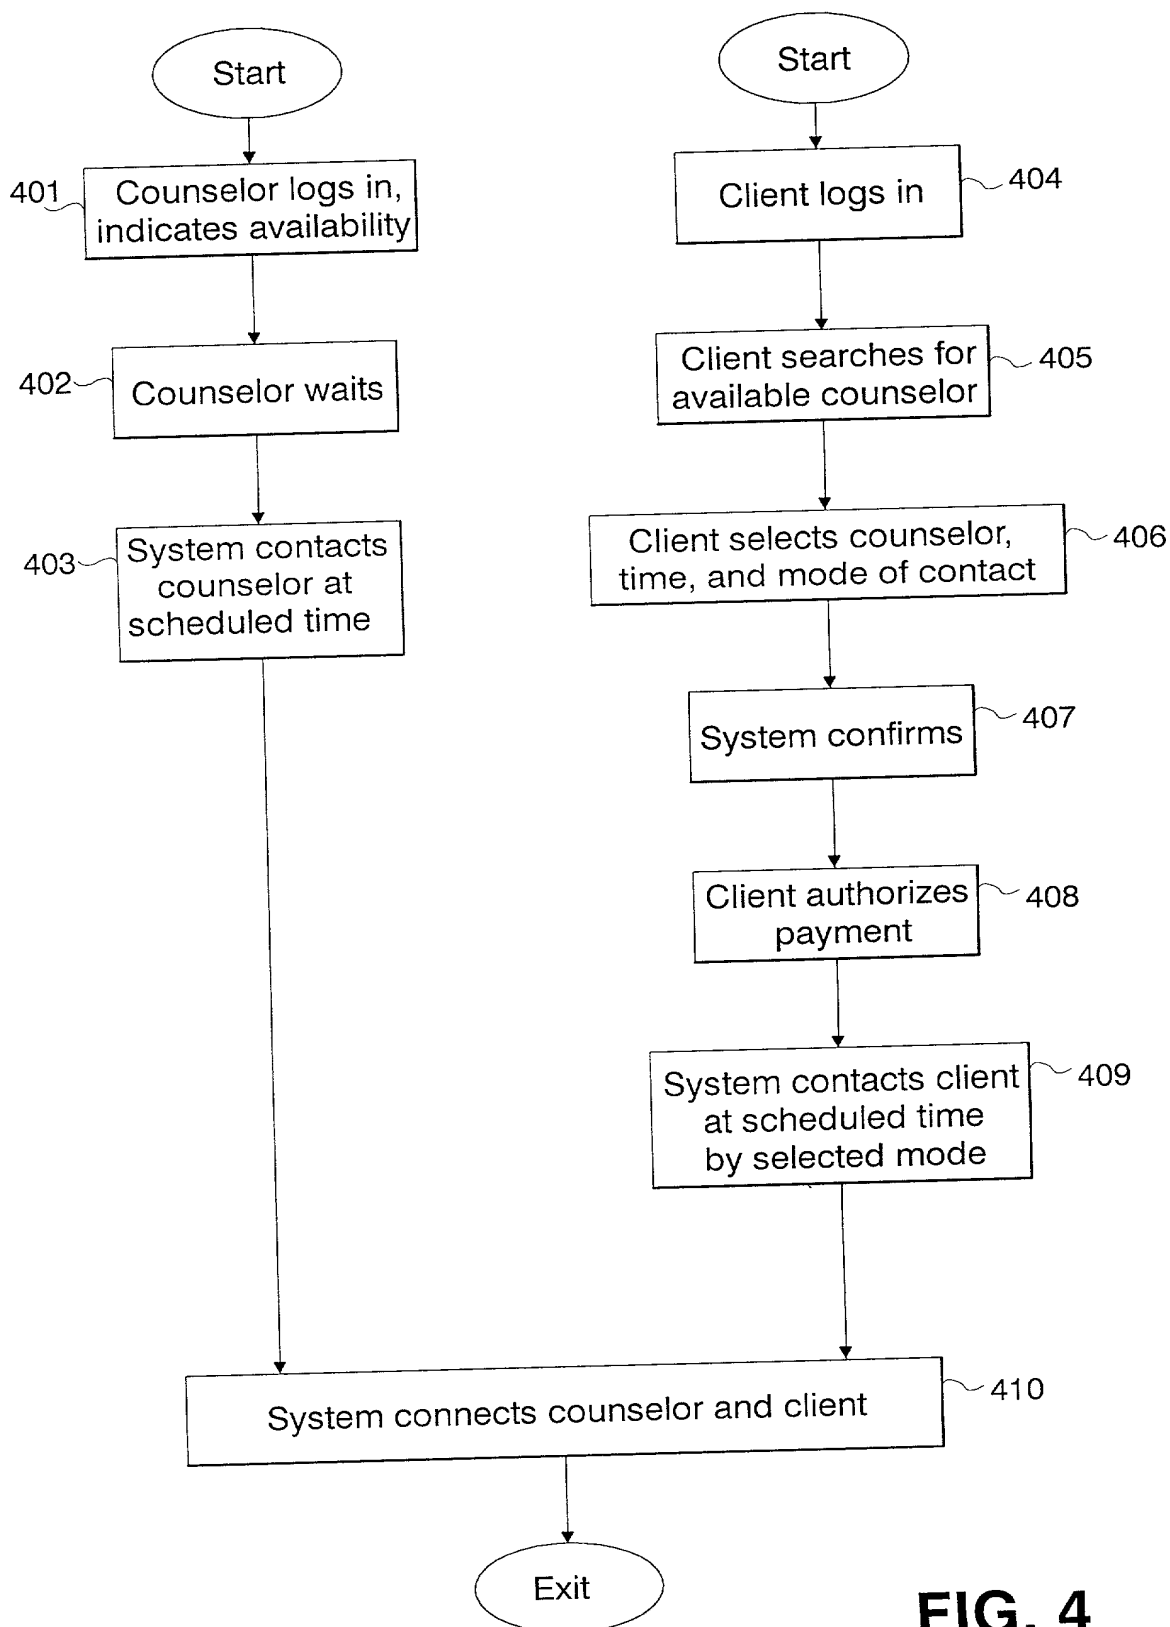 Start
401
Counselor logs in,
indicates availability
402
Counselor waits
403
System contacts
counselor at
scheduled time
Start
Client logs in
404
Client searches for
available counselor
405
Client selects counselor,
time, and mode of contact
406
System confirms
407
Client authorizes
payment
408
System contacts client
at scheduled time
by selected mode
409
System connects counselor and client
410
Exit
FIG. 4